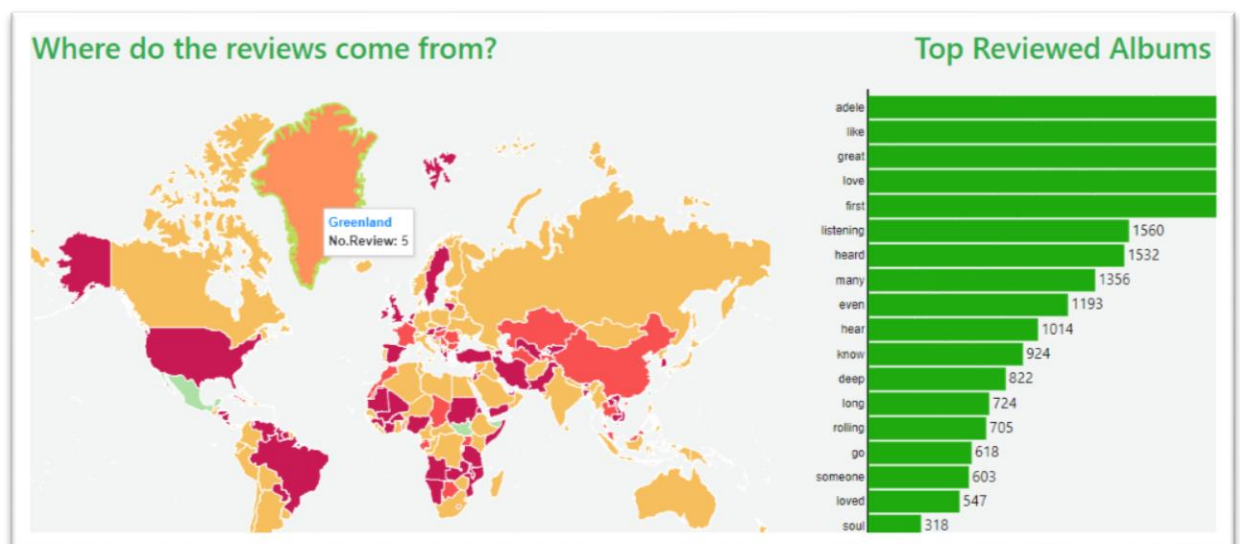 Where do the reviews come from?
Top Reviewed Albums
Greenland
No.Review: 5
adele
like
great
love
first
listening 1560
heard 1532
many 1356
even 1193
hear 1014
know 924
deep 822
long 724
rolling 705
go 618
someone 603
loved 547
soul 318